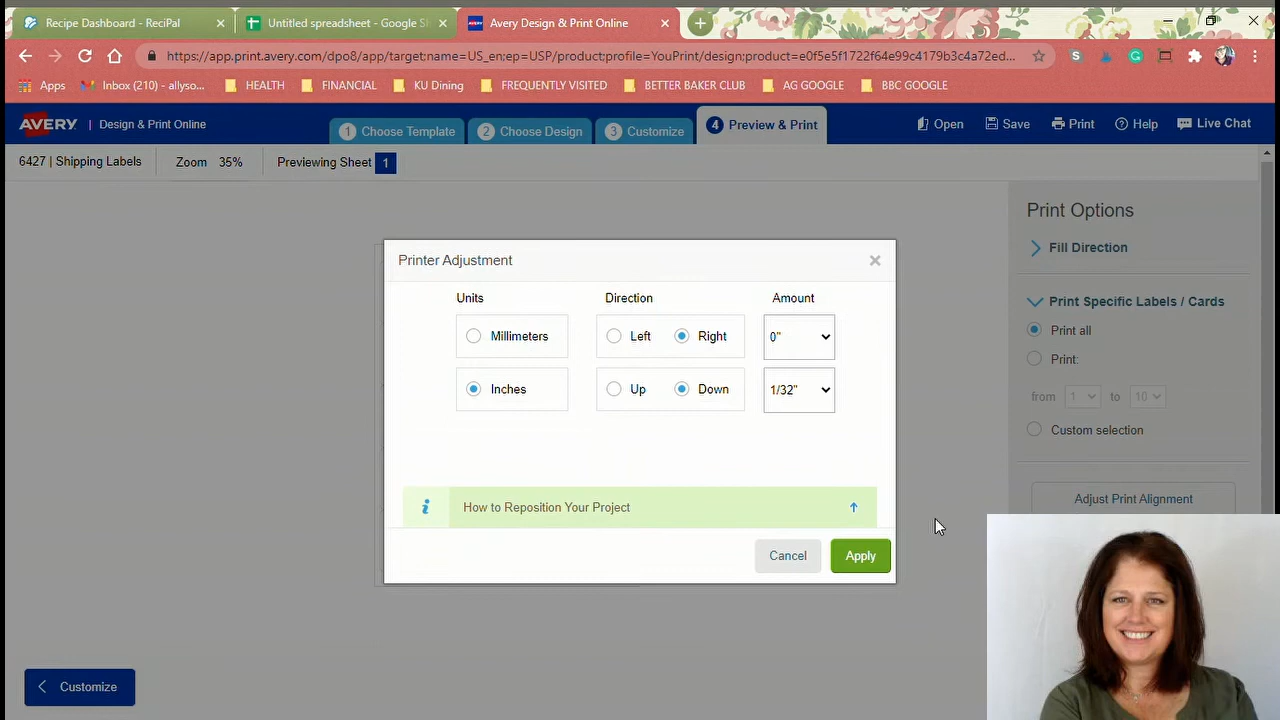 Recipe Dashboard - ReciPal
Untitled spreadsheet - Google S
Avery Design & Print Online
https://app.print.avery.com/dpp8/app/target:name=US_en;ep=USP/product:profile=YouPrint/design:product=e0f5e5f1722f64e99c4179b3c4a72ed...
Apps
Inbox (210) - allyso...
HEALTH
FINANCIAL
KU Dining
FREQUENTLY VISITED
BETTER BAKER CLUB
AG GOOGLE
BBC GOOGLE
AVERY | Design & Print Online
1 Choose Template
2 Choose Design
3 Customize
4 Preview & Print
Open
Save
Print
Help
Live Chat
6427 | Shipping Labels
Zoom 35%
Previewing Sheet 1
Print Options
Fill Direction
Print Specific Labels / Cards
Print all
Print:
from 1 to 10
Custom selection
Adjust Print Alignment
Printer Adjustment
Units Direction Amount
Millimeters Left Right 0"
Inches Up Down 1/32"
i How to Reposition Your Project
Cancel Apply
Customize